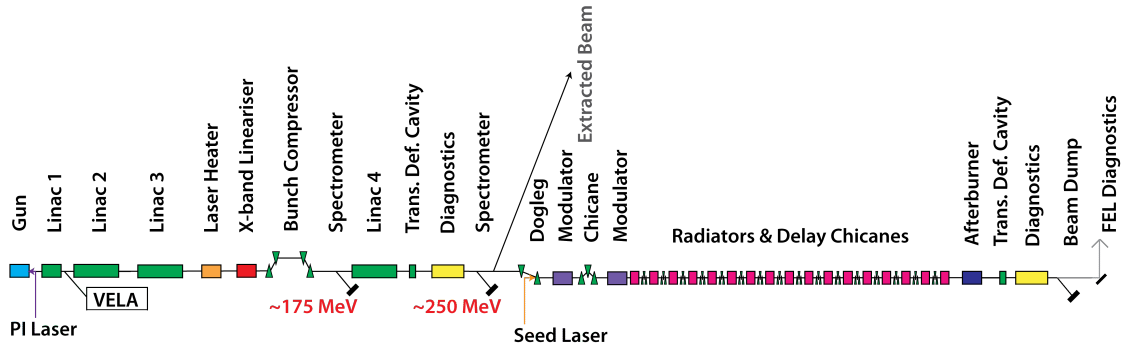 Gun
Linac 1
Linac 2
Linac 3
Laser Heater
X-band Lineariser
Bunch Compressor
Spectrometer
Linac 4
Trans. Def. Cavity
Diagnostics
Spectrometer
Extracted Beam
Dogleg
Modulator
Chicane
Modulator
Radiators & Delay Chicanes
Afterburner
Trans. Def. Cavity
Diagnostics
Beam Dump
FEL Diagnostics
VELA
~175 MeV
~250 MeV
PI Laser
Seed Laser